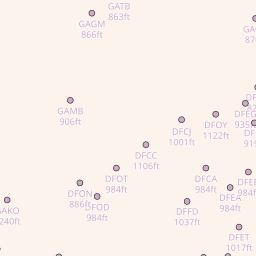 GATB
863ft
GAGM
866ft
GAMB
906ft
DFCJ
1001ft
DFOY
1122ft
DFCC
1106ft
DFOT
984ft
DFCA
984ft
DFON
886ft
DFOD
984ft
DFEA
984ft
DFFD
1037ft
DFET
1017ft